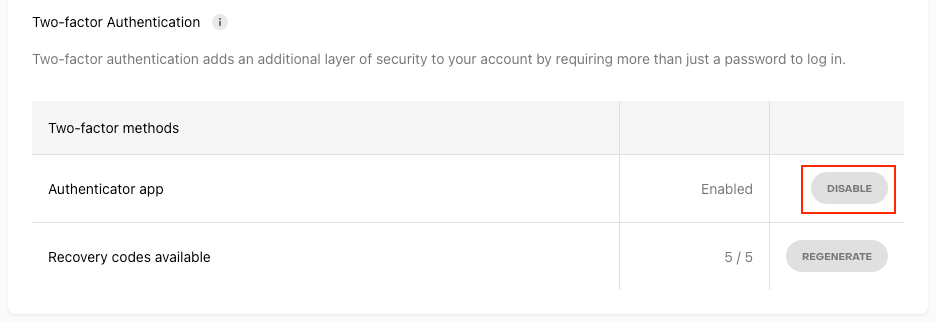 Two-factor Authentication i
Two-factor authentication adds an additional layer of security to your account by requiring more than just a password to log in.
Two-factor methods
Authenticator app Enabled DISABLE
Recovery codes available 5 / 5 REGENERATE